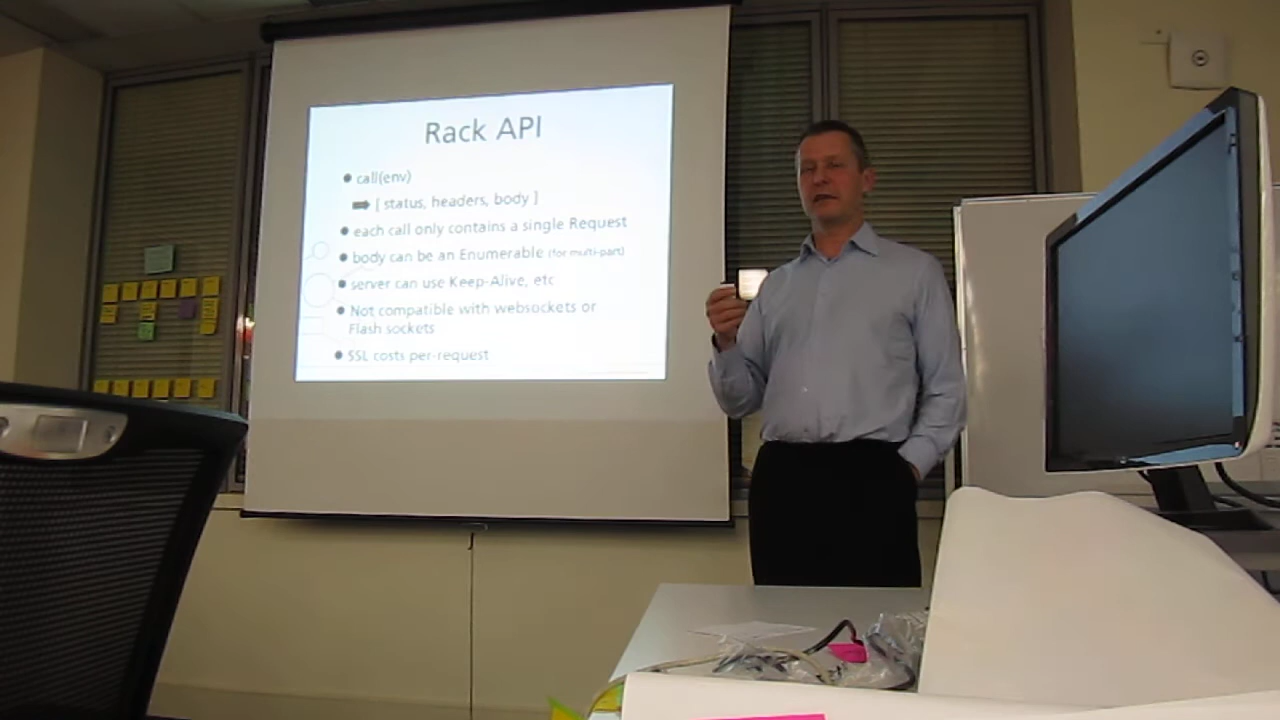 Rack API
call(env)
[ status, headers, body ]
each call only contains a single Request
body can be an Enumerable (for multi-part)
server can use Keep-Alive, etc
Not compatible with websockets or
Flash sockets
SSL costs per-request